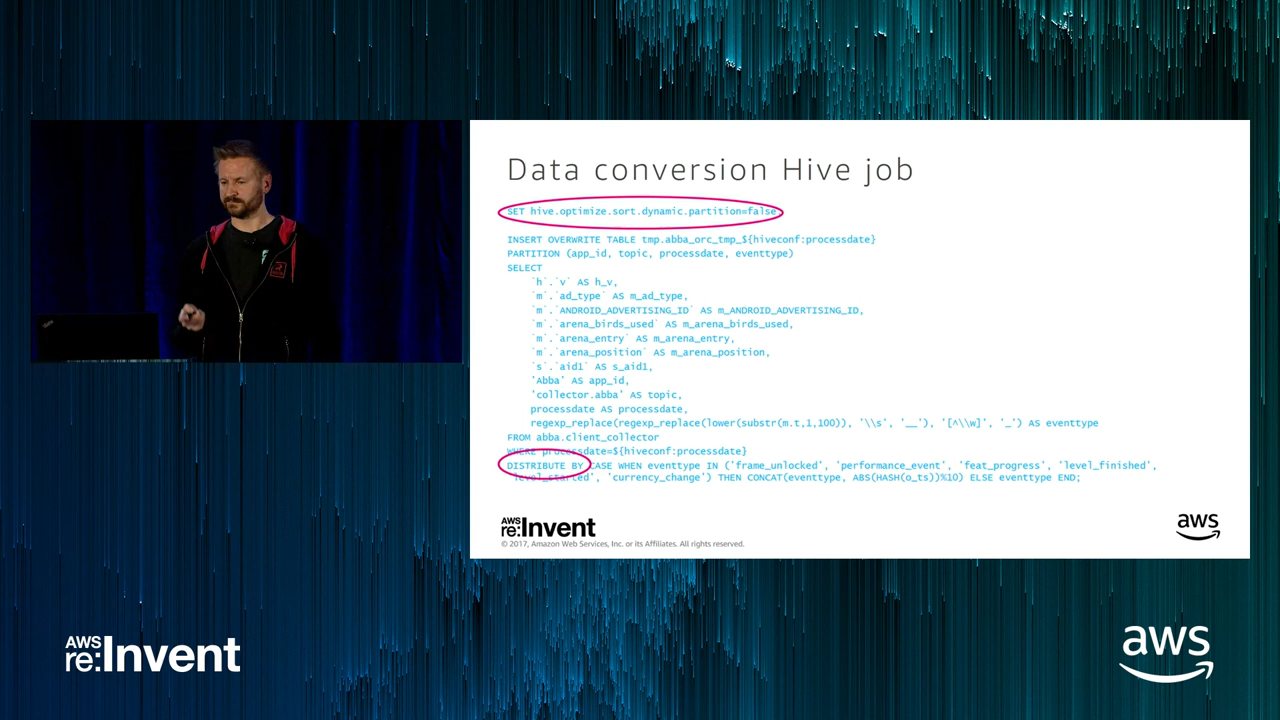 Data conversion Hive job
SET hive.optimize.sort.dynamic.partition=false
INSERT OVERWRITE TABLE tmp.abba_orc_tmp_${hiveconf:processdate}
PARTITION (app_id, topic, processdate, eventtype)
SELECT
`h`.`v` AS h_v,
`m`.`ad_type` AS m_ad_type,
`m`.`ANDROID_ADVERTISING_ID` AS m_ANDROID_ADVERTISING_ID,
`m`.`arena_birds_used` AS m_arena_birds_used,
`m`.`arena_entry` AS m_arena_entry,
`m`.`arena_position` AS m_arena_position,
`s`.`aid1` AS s_aid1,
'Abba' AS app_id,
'collector.abba' AS topic,
processdate AS processdate,
regexp_replace(regexp_replace(lower(substr(m.t,1,100)), '\\s', '__'), '[^\\w]', '_') AS eventtype
FROM abba.client_collector
WHERE processdate=${hiveconf:processdate}
DISTRIBUTE BY CASE WHEN eventtype IN ('frame_unlocked', 'performance_event', 'feat_progress', 'level_finished',
'level_started', 'currency_change') THEN CONCAT(eventtype, ABS(HASH(o_ts))%10) ELSE eventtype END;
AWS
re:Invent
© 2017, Amazon Web Services, Inc. or its Affiliates. All rights reserved.
aws
AWS
re:Invent
aws